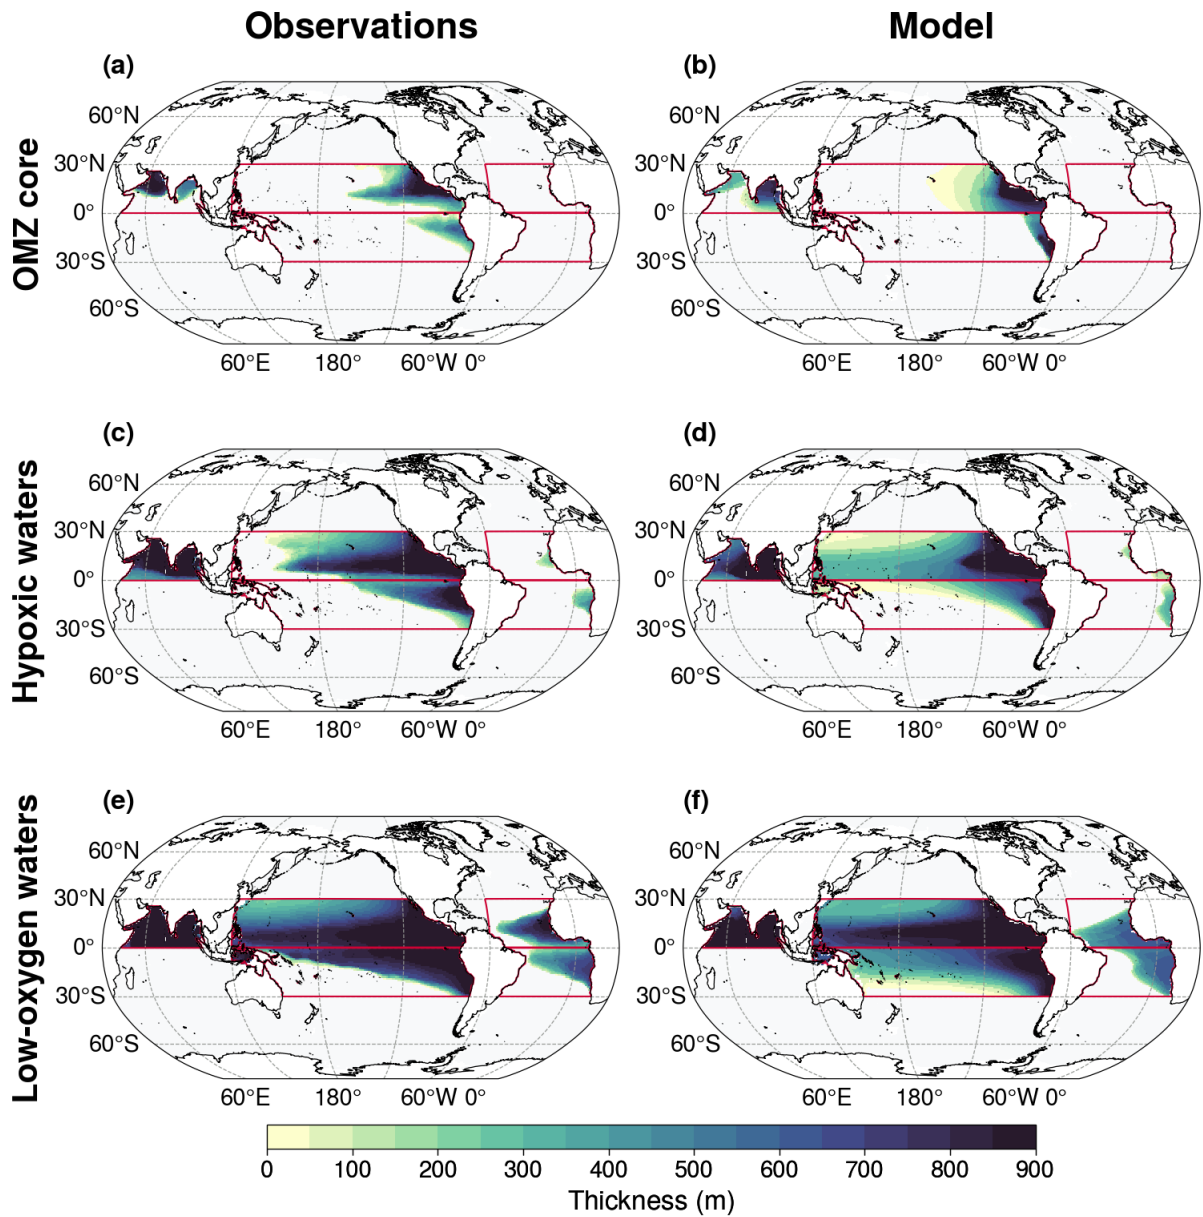 Observations Model
(a) (b)
OMZ core
60°N 60°N
30°N 30°N
0° 0°
30°S 30°S
60°S 60°S
60°E 180° 60°W 0° 60°E 180° 60°W 0°
(c) (d)
Hypoxic waters
60°N 60°N
30°N 30°N
0° 0°
30°S 30°S
60°S 60°S
60°E 180° 60°W 0° 60°E 180° 60°W 0°
(e) (f)
Low-oxygen waters
60°N 60°N
30°N 30°N
0° 0°
30°S 30°S
60°S 60°S
60°E 180° 60°W 0° 60°E 180° 60°W 0°
0 100 200 300 400 500 600 700 800 900
Thickness (m)